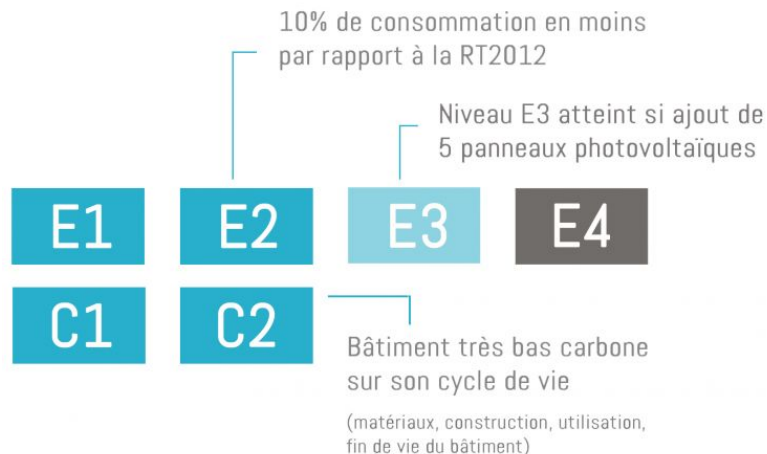 10% de consommation en moins
par rapport à la RT2012
Niveau E3 atteint si ajout de
5 panneaux photovoltaïques
E1 E2 E3 E4
C1 C2
Bâtiment très bas carbone
sur son cycle de vie
(matériaux, construction, utilisation,
fin de vie du bâtiment)